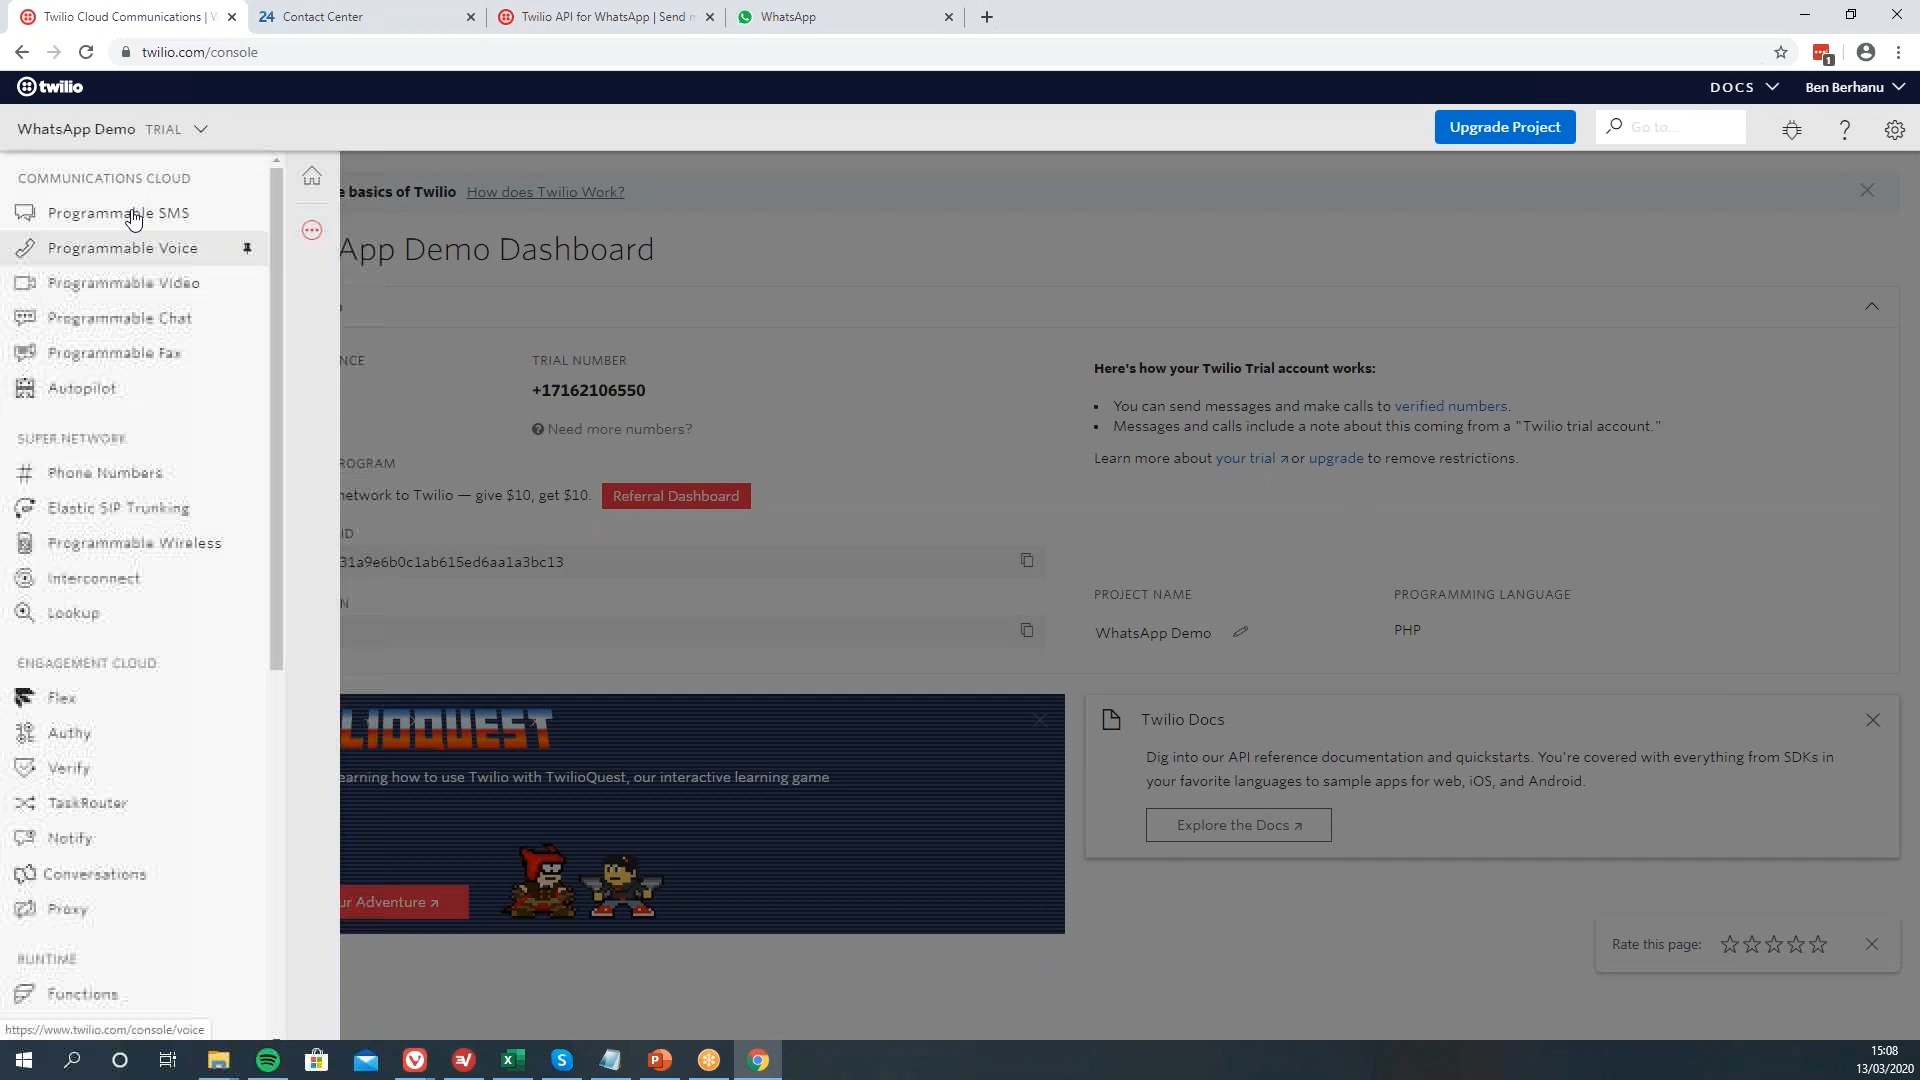 Twilio Cloud Communications | W
24 Contact Center
Twilio API for WhatsApp | Send m
WhatsApp
twilio.com/console
1
twilio
DOCS
Ben Berhanu
WhatsApp Demo TRIAL
Upgrade Project
Go to...
COMMUNICATIONS CLOUD
Programmable SMS
Programmable Voice
Programmable Video
Programmable Chat
Programmable Fax
Autopilot
SUPER NETWORK
Phone Numbers
Elastic SIP Trunking
Programmable Wireless
Interconnect
Lookup
ENGAGEMENT CLOUD
Flex
Authy
Verify
TaskRouter
Notify
Conversations
Proxy
RUNTIME
Functions
https://www.twilio.com/console/voice
e basics of Twilio How does Twilio Work?
App Demo Dashboard
NCE
TRIAL NUMBER
+17162106550
Need more numbers?
ROGRAM
network to Twilio — give $10, get $10. Referral Dashboard
ID
31a9e6b0c1ab615ed6aa1a3bc13
N
Here's how your Twilio Trial account works:
You can send messages and make calls to verified numbers.
Messages and calls include a note about this coming from a "Twilio trial account."
Learn more about your trial or upgrade to remove restrictions.
PROJECT NAME
WhatsApp Demo
PROGRAMMING LANGUAGE
PHP
LIOQUEST
earning how to use Twilio with TwilioQuest, our interactive learning game
ur Adventure
Twilio Docs
Dig into our API reference documentation and quickstarts. You're covered with everything from SDKs in
your favorite languages to sample apps for web, iOS, and Android.
Explore the Docs
Rate this page:
15:08
13/03/2020